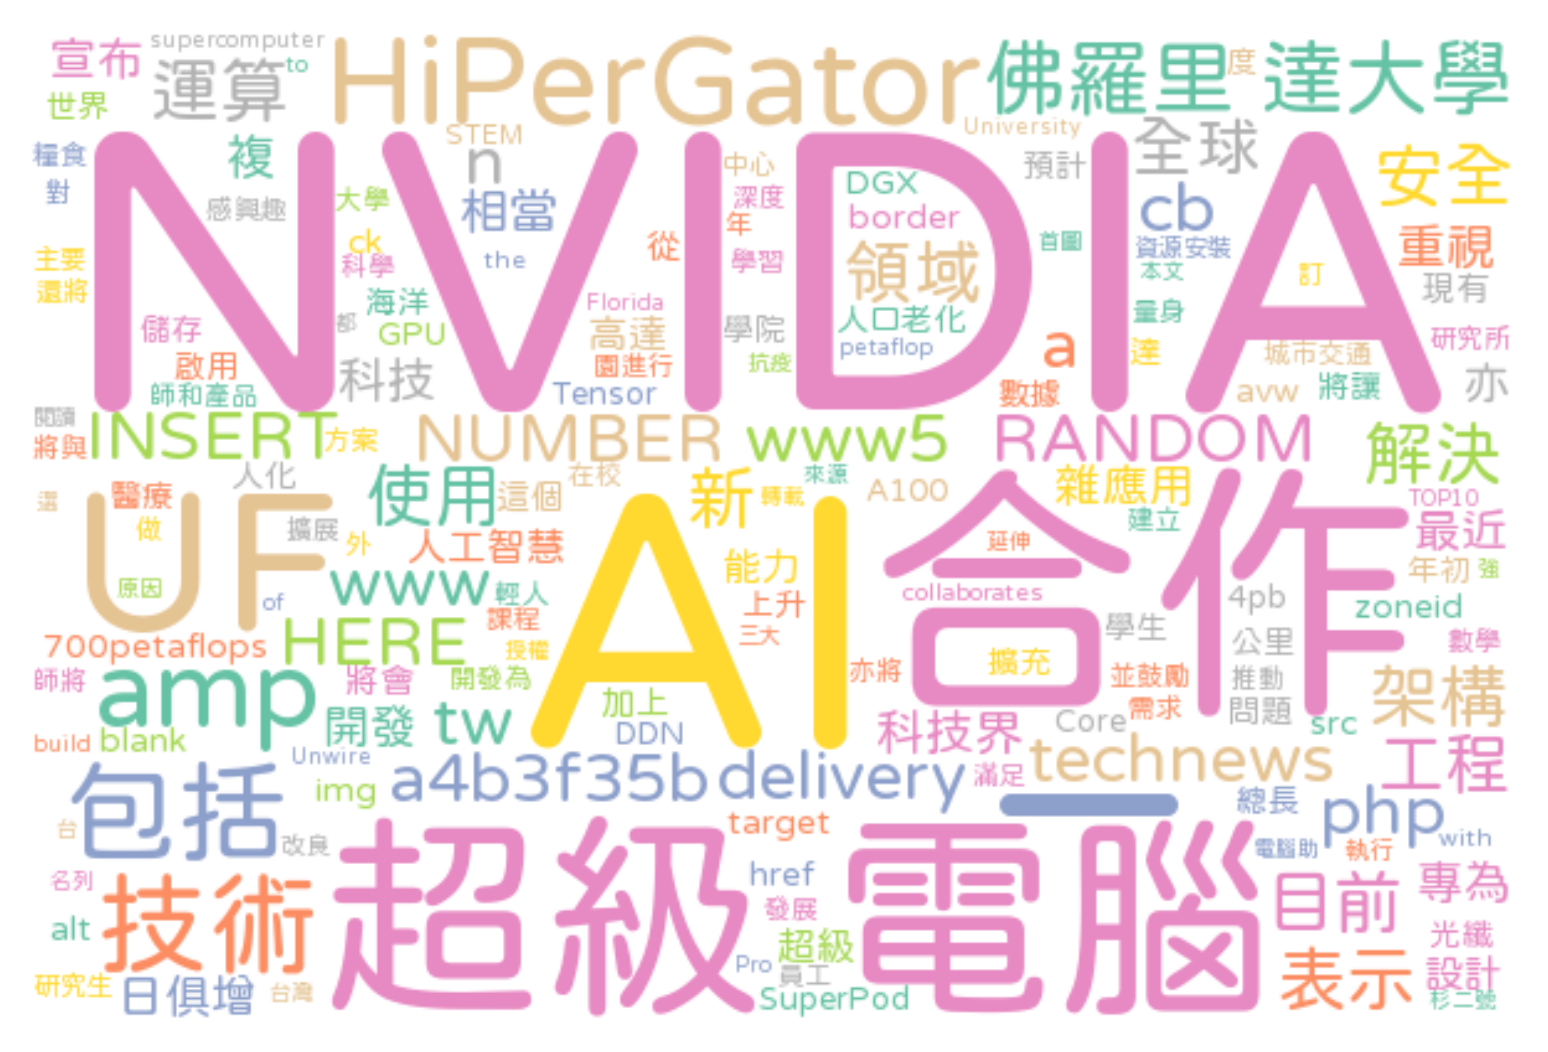 宣布 supercomputer HiPerGator 佛羅里達大學 度
世界 運算 to
糧食 複 STEM University 全球 安全
對 感興趣 大學 n 相當 中心 DGX 預計 cb
NVIDIA
主要 ck the 從 深度 年 border 首圖 資源安裝 重視
還將 科學 學習 領域 本文 訂 現有
儲存 海洋 Florida 人口老化 量身 研究所
都 GPU 高達 學院 petaflop a 達 城市交通
啟用 科技 園進行 抗疫 將讓 亦
師和產品 Tensor 數據 avw
閱讀 INSERT NUMBER www5 RANDOM 解決
將與 方案
人化 在校 來源
選 醫療 使用 這個 新 轉載 A100 雜應用 TOP10
UF AI 合作
做 擴展 外 人工智慧 延伸 建立 最近
原因 www 輕人 能力 年初 強
of 課程 上升 collaborates 4pb zoneid
700petaflops HERE 授權 三大 學生 公里 數學
師將 amp 將會 開發為 亦將 擴充 並鼓勵 推動 架構
開發 tw 加上 需求 問題
build blank DDN 科技界 Core src
Unwire technews 工程
包括 img a4b3f35b delivery 滿足 總長 php
台 改良 target 電腦助 執行 with
名列 技術 超級電腦 href 目前 專為
alt 發展 光纖
超級 表示 設計
研究生 日俱增 台灣 Pro 員工 SuperPod 杉二號